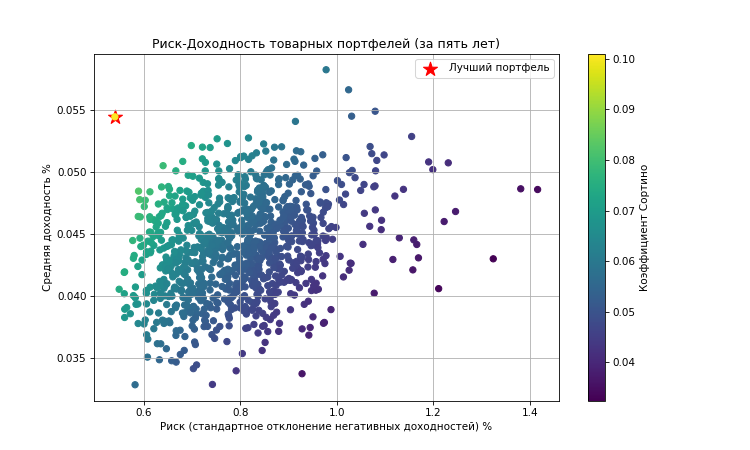 Риск-Доходность товарных портфелей (за пять лет)
Лучший портфель
Средняя доходность %
0.055
0.050
0.045
0.040
0.035
0.6 0.8 1.0 1.2 1.4
Риск (стандартное отклонение негативных доходностей) %
0.10
0.09
0.08
0.07
0.06
0.05
0.04
Коэффициент Сортино